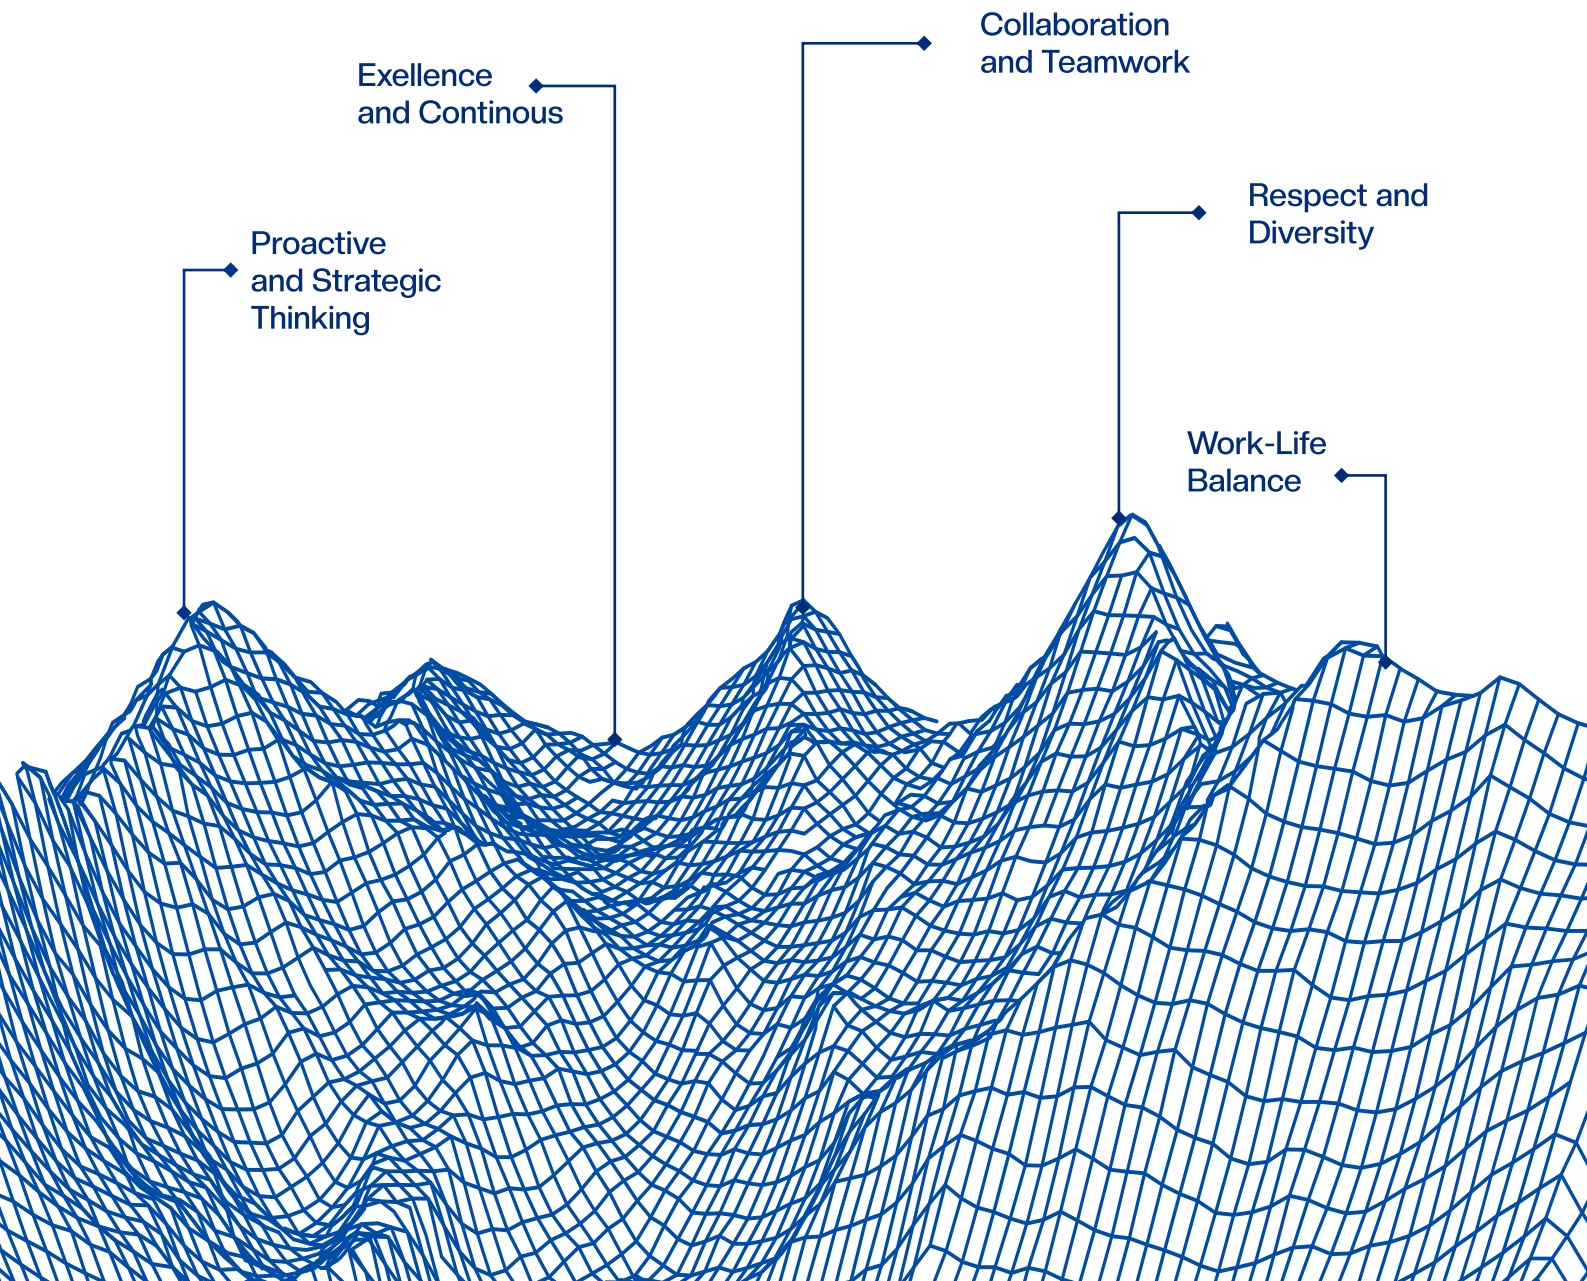 Collaboration
and Teamwork
Exellence
and Continous
Respect and
Diversity
Proactive
and Strategic
Thinking
Work-Life
Balance